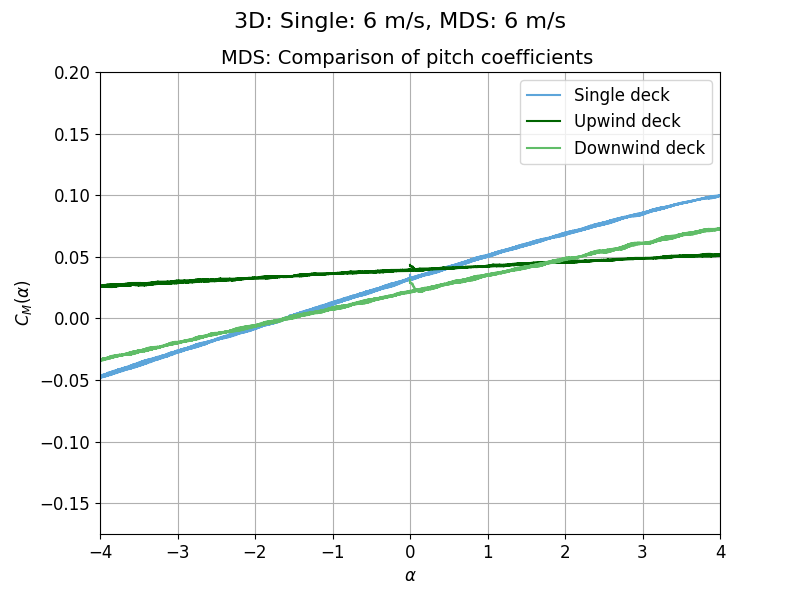 3D: Single: 6 m/s, MDS: 6 m/s
MDS: Comparison of pitch coefficients
Single deck
Upwind deck
Downwind deck
0.20
0.15
0.10
0.05
0.00
−0.05
−0.10
−0.15
C_M(α)
−4 −3 −2 −1 0 1 2 3 4
α